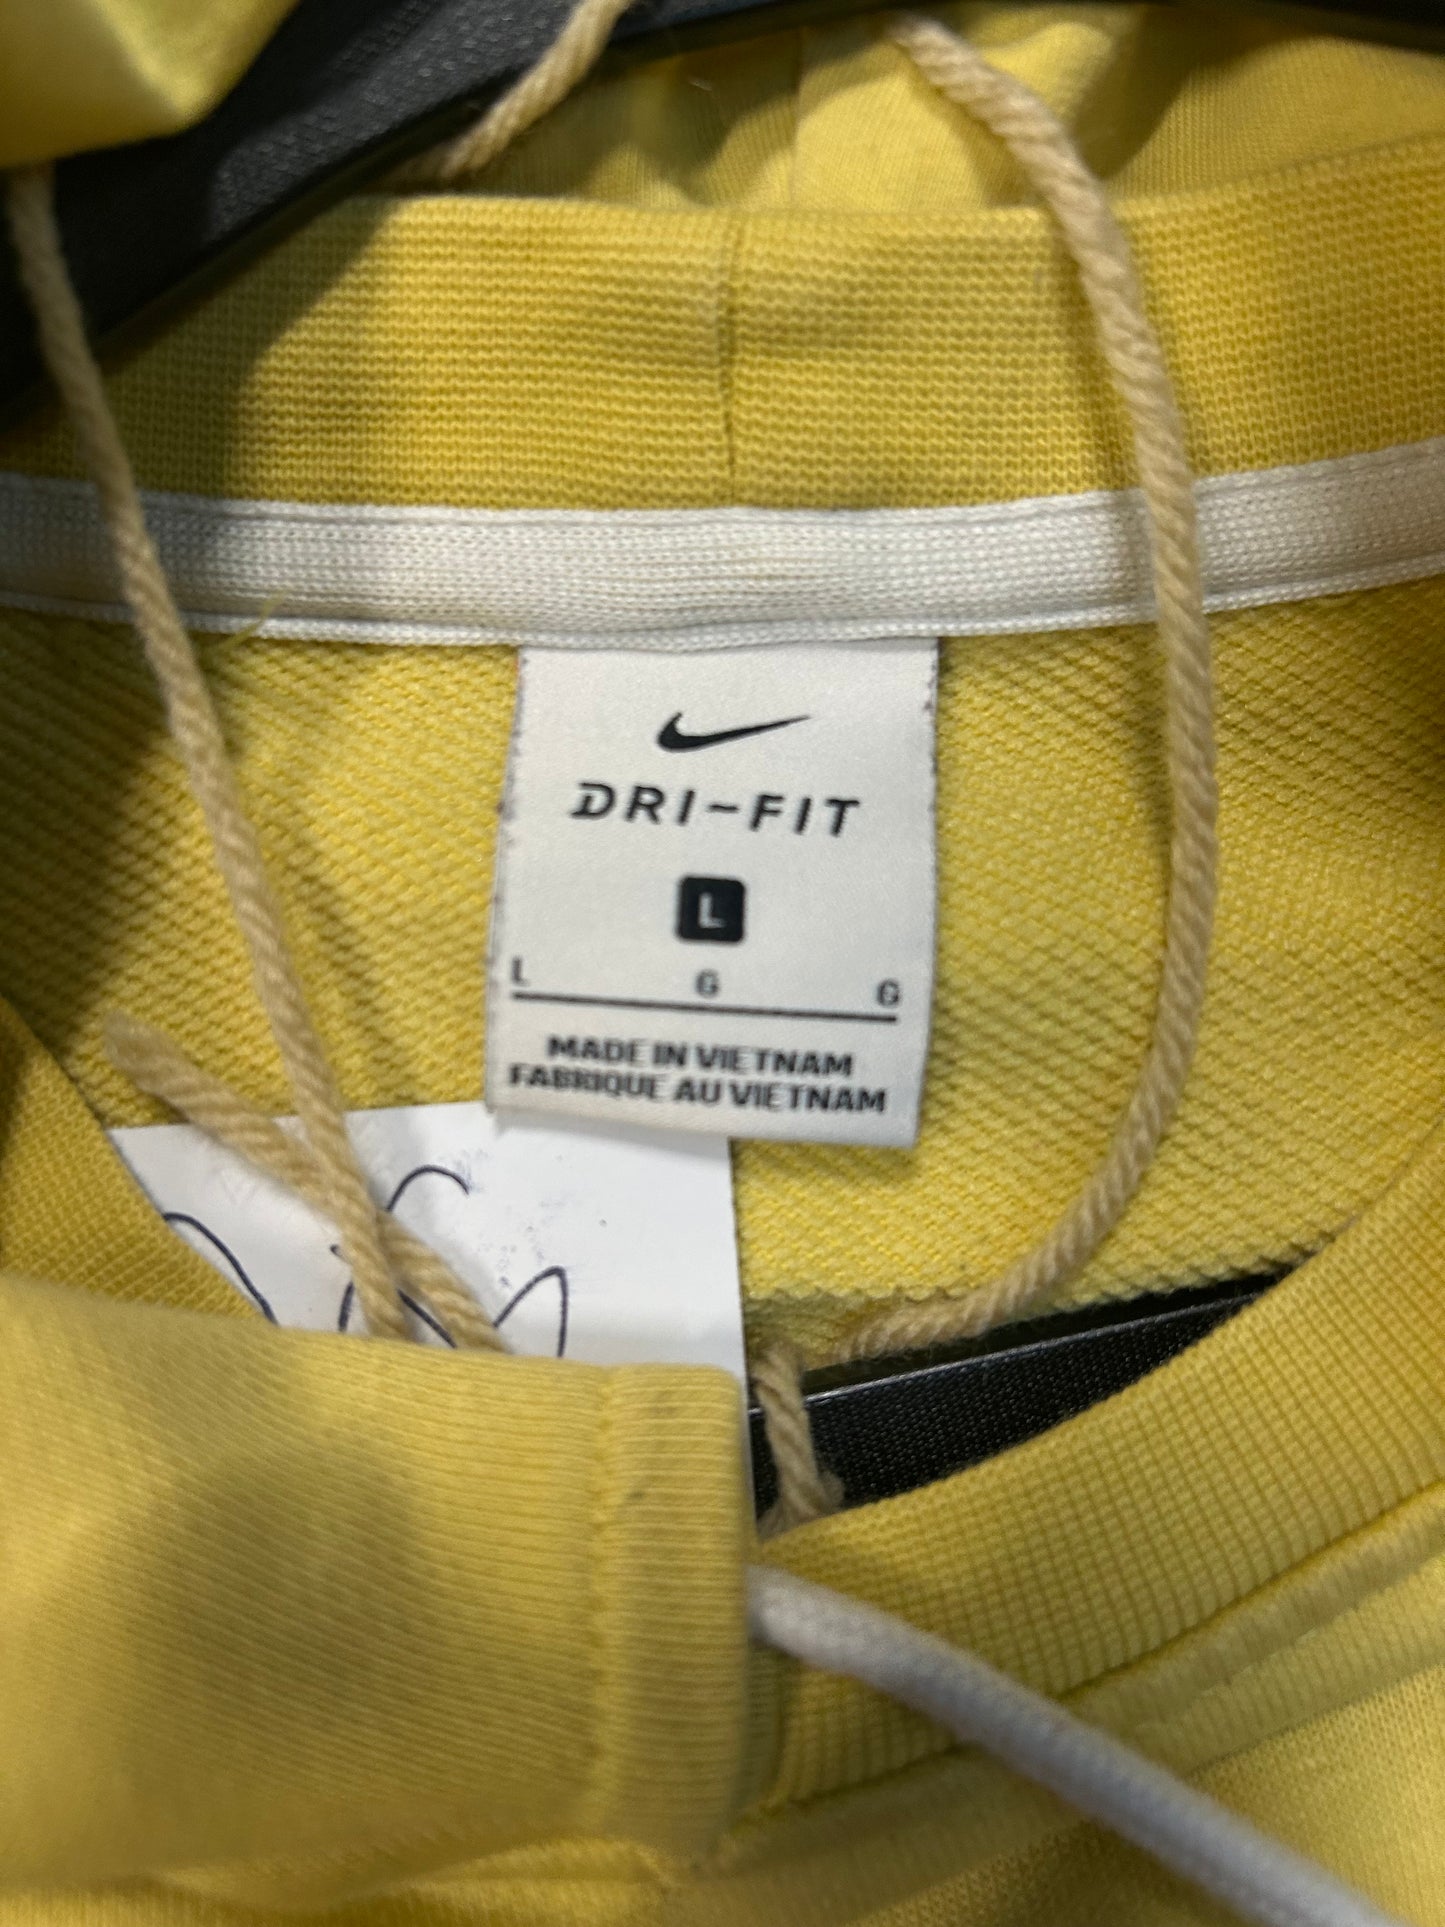 DRI-FIT
L
L G G
MADE IN VIETNAM
FABRIQUE AU VIETNAM